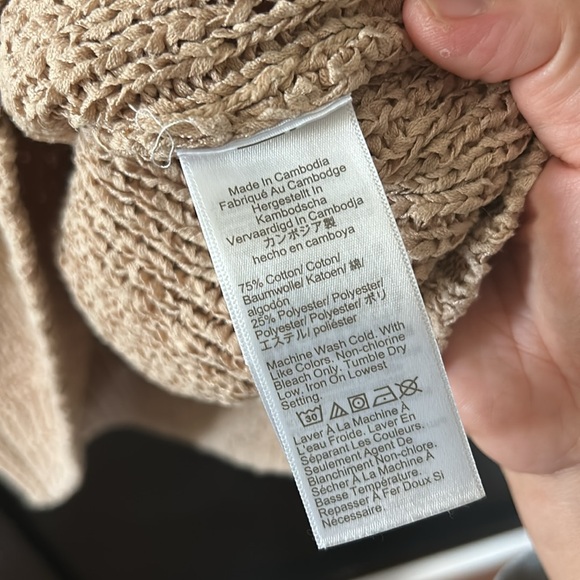 Made In Cambodia
Fabriqué Au Cambodge
Hergestellt In
Kambodscha
Vervaardigd In Cambodja
カンボジア製
hecho en camboya
75% Cotton/ Coton/
Baumwolle/ Katoen/ 綿/
algodón
25% Polyester/ Polyester/
Polyester/ Polyester/ ポリ
エステル/ poliéster
Machine Wash Cold, With
Like Colors. Non-chlorine
Bleach Only. Tumble Dry
Low. Iron On Lowest
Setting.
30
Laver À La Machine À
L'eau Froide. Laver En
Séparant Les Couleurs.
Seulement Agent De
Blanchiment Non-chlore.
Sécher À La Machine À
Basse Température.
Repasser À Fer Doux Si
Nécessaire.